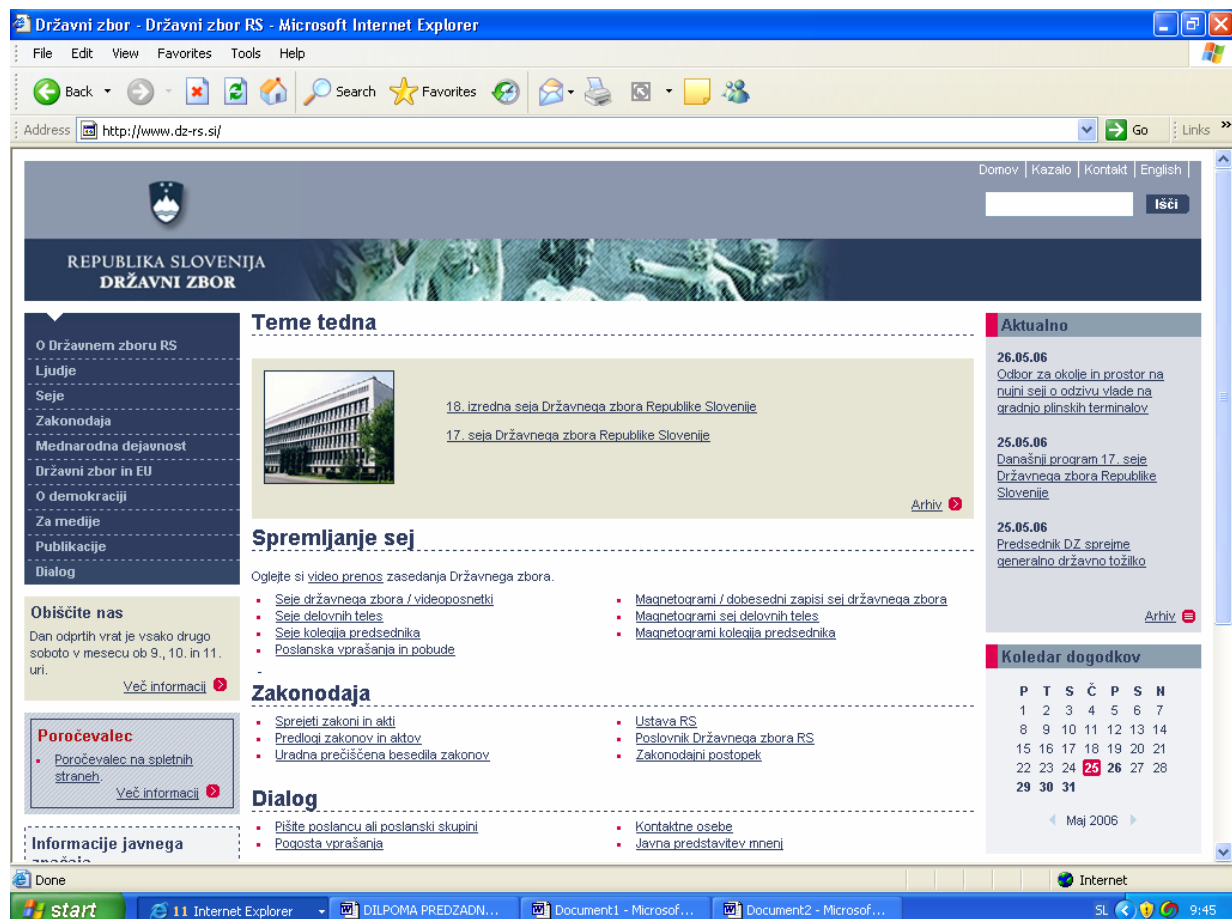 Državni zbor - Državni zbor RS - Microsoft Internet Explorer
File Edit View Favorites Tools Help
Back Search Favorites
Address http://www.dz-rs.si/ Go Links »
Domov | Kazalo | Kontakt | English |
Išči
REPUBLIKA SLOVENIJA
DRŽAVNI ZBOR
O Državnem zboru RS
Ljudje
Seje
Zakonodaja
Mednarodna dejavnost
Državni zbor in EU
O demokraciji
Za medije
Publikacije
Dialog
Obiščite nas
Dan odprtih vrat je vsako drugo
soboto v mesecu ob 9., 10. in 11.
uri.
Več informacij
Poročevalec
Poročevalec na spletnih
straneh.
Več informacij
Informacije javnega
značaja
Teme tedna
18. izredna seja Državnega zbora Republike Slovenije
17. seja Državnega zbora Republike Slovenije
Arhiv
Spremljanje sej
Oglejte si video prenos zasedanja Državnega zbora.
Seje državnega zbora / videoposnetki
Seje delovnih teles
Seje kolegija predsednika
Poslanska vprašanja in pobude
Magnetogrami / dobesedni zapisi sej državnega zbora
Magnetogrami sej delovnih teles
Magnetogrami kolegija predsednika
-
Zakonodaja
Sprejeti zakoni in akti
Predlogi zakonov in aktov
Uradna prečiščena besedila zakonov
Ustava RS
Poslovnik Državnega zbora RS
Zakonodajni postopek
Dialog
Pišite poslancu ali poslanski skupini
Pogosta vprašanja
Kontaktne osebe
Javna predstavitev mnenj
Aktualno
26.05.06
Odbor za okolje in prostor na
nujni seji o odzivu vlade na
gradnjo plinskih terminalov
25.05.06
Današnji program 17. seje
Državnega zbora Republike
Slovenije
25.05.06
Predsednik DZ sprejme
generalno državno tožilko
Arhiv
Koledar dogodkov
P T S Č P S N
1 2 3 4 5 6 7
8 9 10 11 12 13 14
15 16 17 18 19 20 21
22 23 24 25 26 27 28
29 30 31
Maj 2006
Done Internet
start 11 Internet Explorer DILPOMA PREDZADN... Document1 - Microsof... Document2 - Microsof... SL 9:45